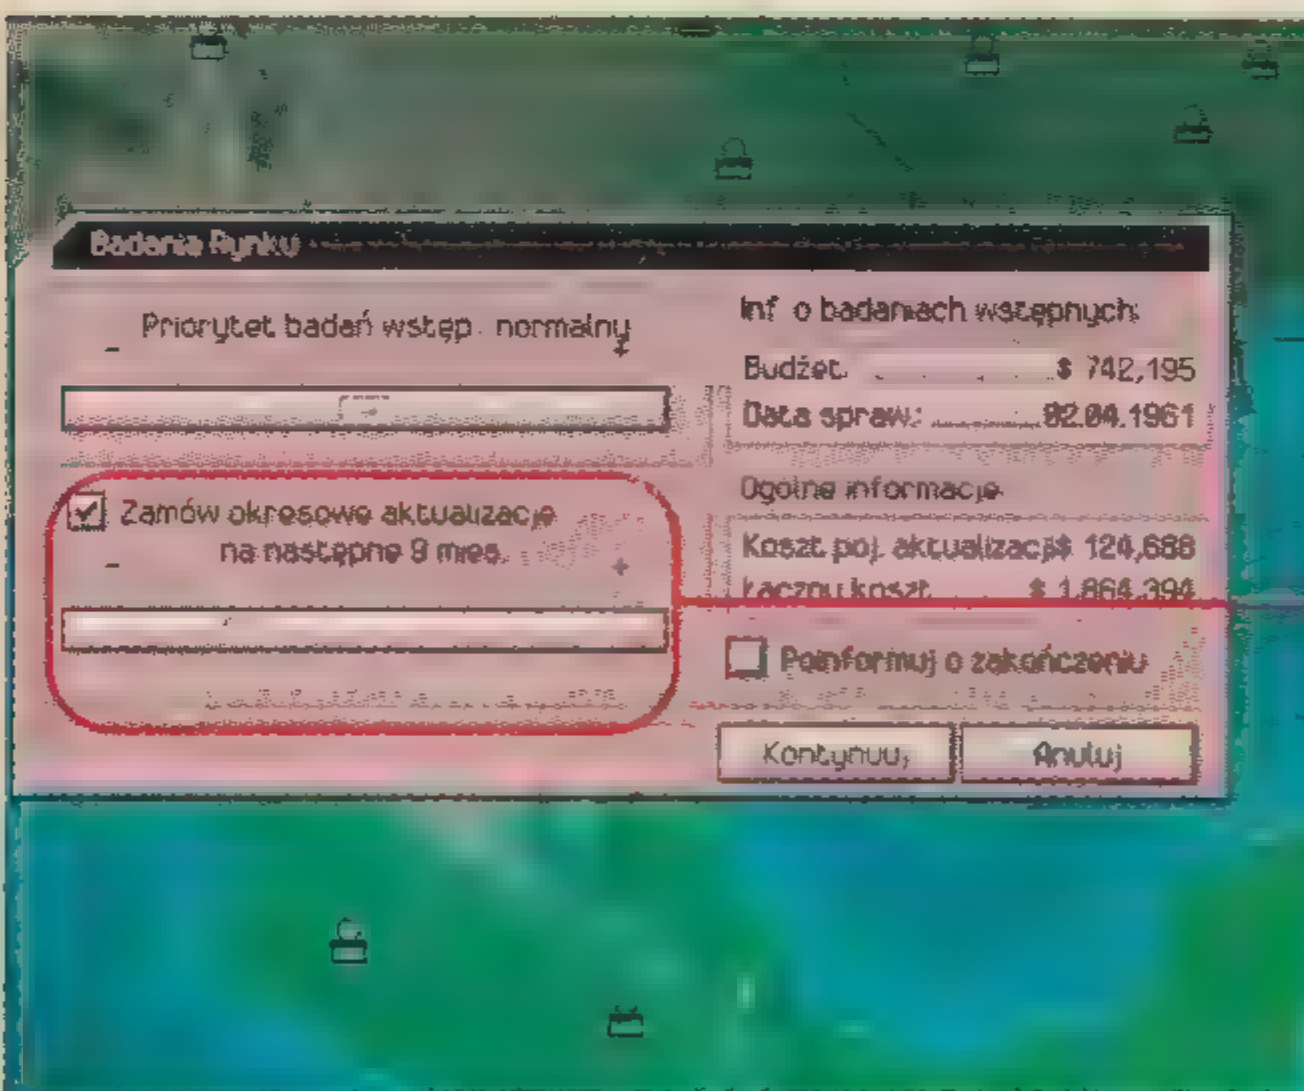 Badania Rynku
Priorytet badań wstęp. normalny
- +
Zamów okresowe aktualizacje
na następne 9 mies.
- +
Inf. o badaniach wstępnych:
Budżet: $ 742,195
Data spraw.: 02.04.1961
Ogólne informacje
Koszt poj. aktualizacji $ 124,688
Łączny koszt $ 1,864,394
Poinformuj o zakończeniu
Kontynuuj
Anuluj